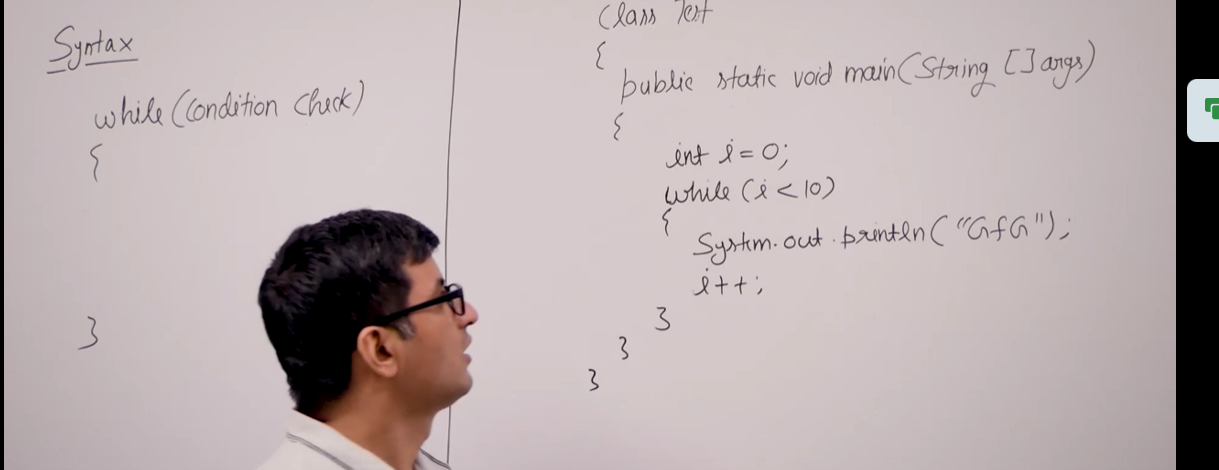 Syntax
while (Condition Check)
{
}
Class Test
{
public static void main(String [] args)
{
int i = 0;
while (i < 10)
{
System.out.println("GfG");
i++;
}
}
}